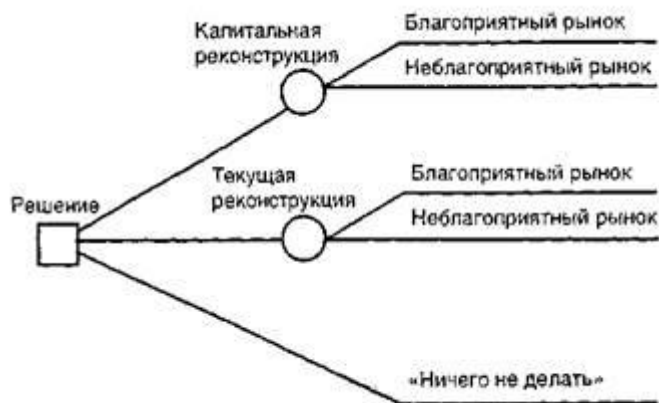 Капитальная
реконструкция
Благоприятный рынок
Неблагоприятный рынок
Решение
Текущая
реконструкция
Благоприятный рынок
Неблагоприятный рынок
«Ничего не делать»